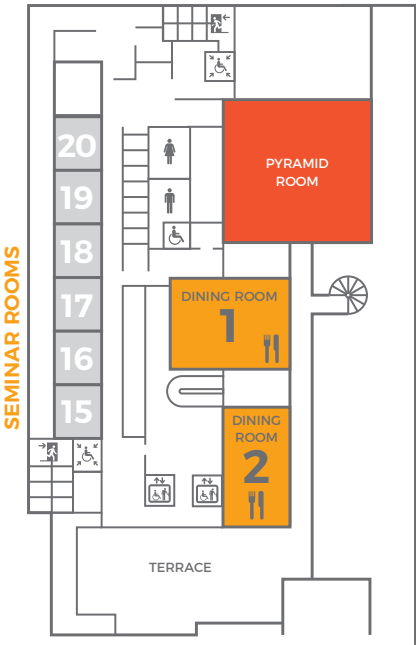 PYRAMID
ROOM
20
19
18
17
16
15
SEMINAR ROOMS
DINING ROOM
1
DINING
ROOM
2
TERRACE